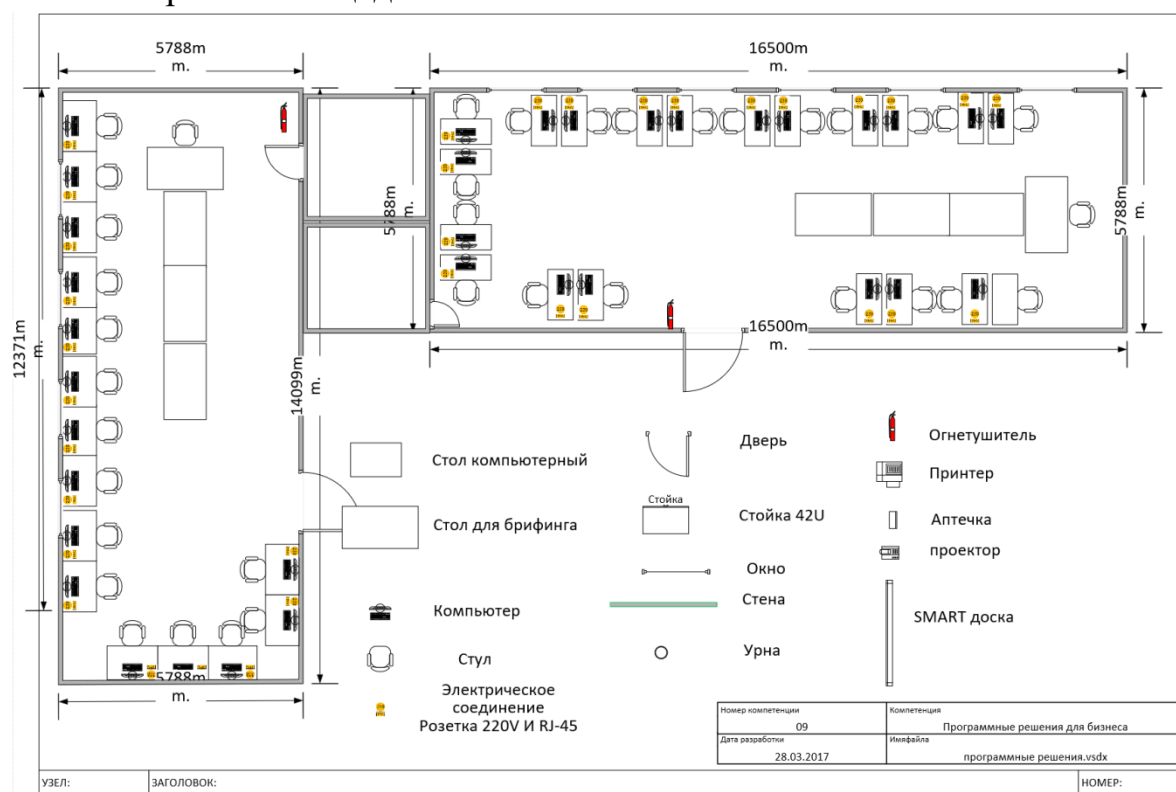 5788m
m.
16500m
m.
5788m
m.
5788m
m.
12371m
m.
14099m
m.
16500m
m.
5788m
m.
Стол компьютерный
Стол для брифинга
Компьютер
Стул
Электрическое
соединение
Розетка 220V И RJ-45
Дверь
Стойка
Стойка 42U
Окно
Стена
Урна
Огнетушитель
Принтер
Аптечка
проектор
SMART доска
Номер компетенции
09
Компетенция
Программные решения для бизнеса
Дата разработки
28.03.2017
Имяфайла
программные решения.vsdx
УЗЕЛ:
ЗАГОЛОВОК:
НОМЕР: